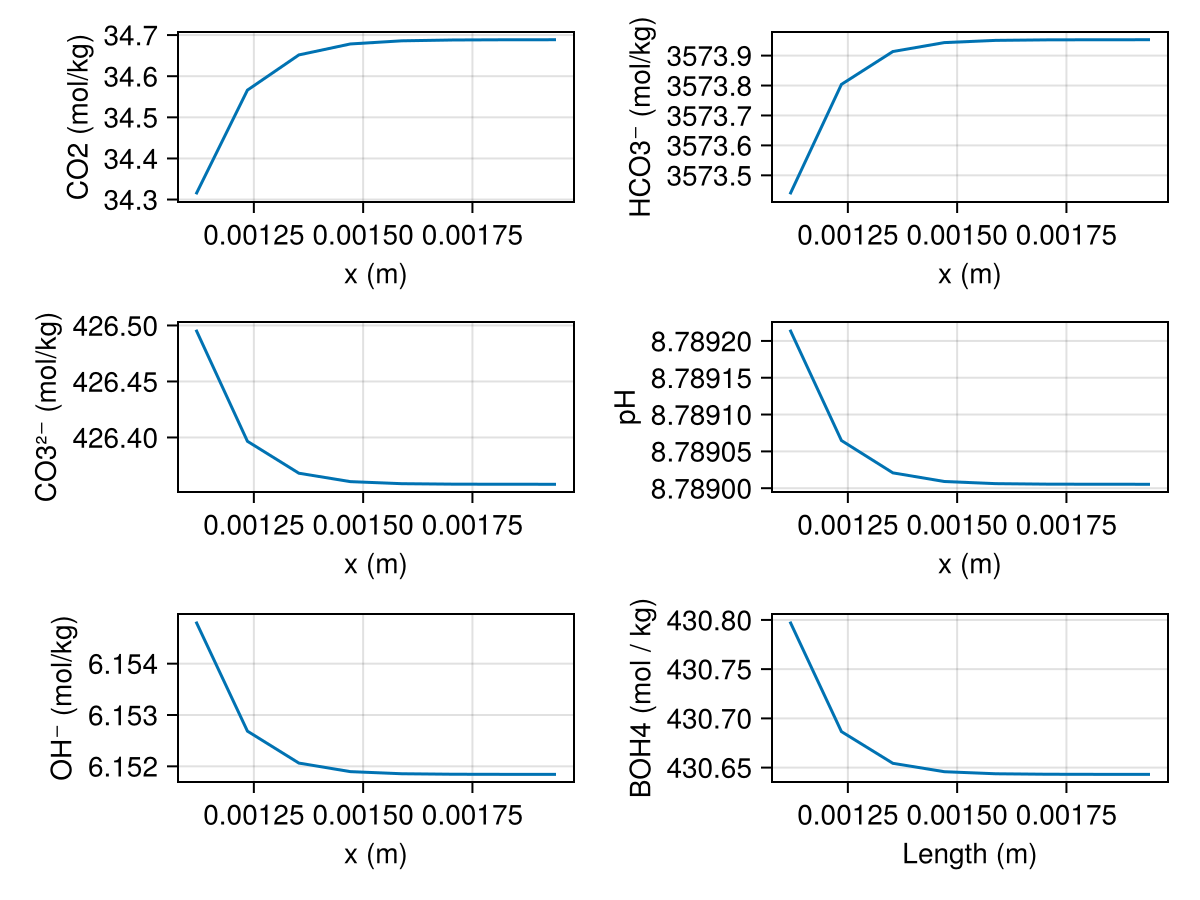 CO2 (mol/kg)
34.7
34.6
34.5
34.4
34.3
0.00125 0.00150 0.00175
x (m)
HCO3⁻ (mol/kg)
3573.9
3573.8
3573.7
3573.6
3573.5
0.00125 0.00150 0.00175
x (m)
CO3²⁻ (mol/kg)
426.50
426.45
426.40
0.00125 0.00150 0.00175
x (m)
pH
8.78920
8.78915
8.78910
8.78905
8.78900
0.00125 0.00150 0.00175
x (m)
OH⁻ (mol/kg)
6.154
6.153
6.152
0.00125 0.00150 0.00175
x (m)
BOH4 (mol / kg)
430.80
430.75
430.70
430.65
0.00125 0.00150 0.00175
Length (m)